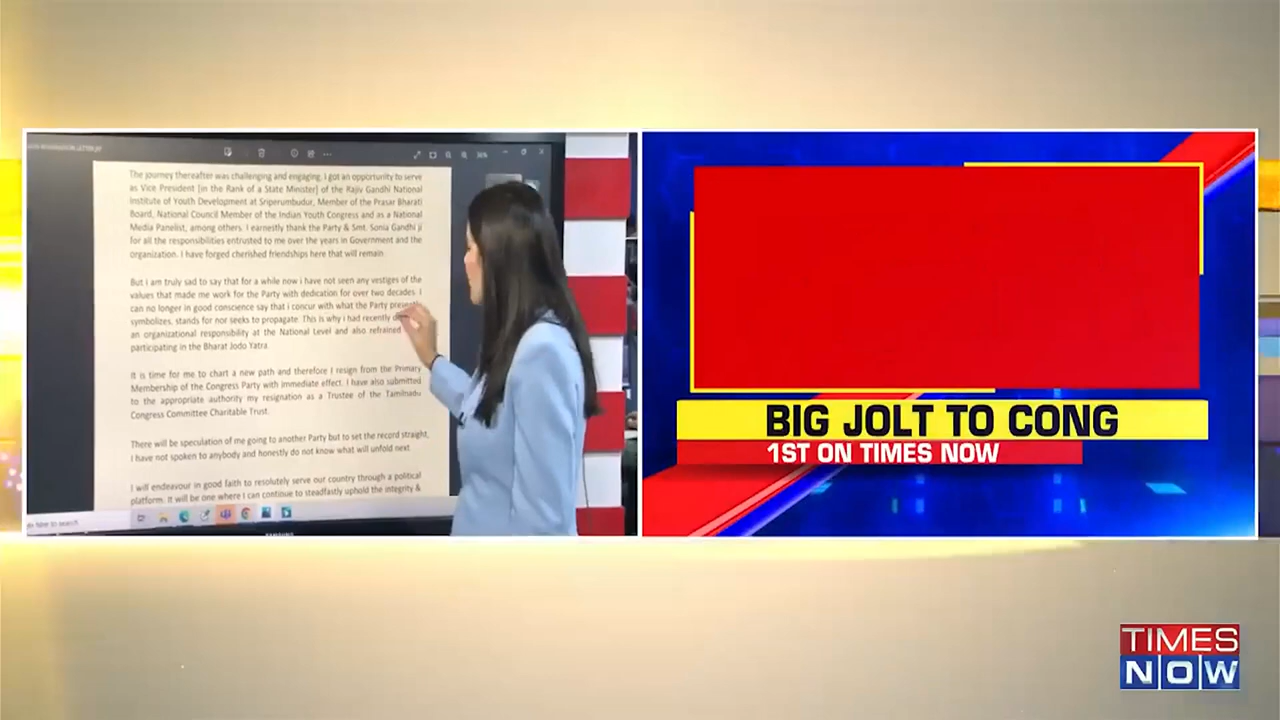 RESIGNATION LETTER.pdf
36%
The journey thereafter was challenging and engaging. I got an opportunity to serve
as Vice President [in the Rank of a State Minister] of the Rajiv Gandhi National
Institute of Youth Development at Sriperumbudur, Member of the Prasar Bharati
Board, National Council Member of the Indian Youth Congress and as a National
Media Panelist, among others. I earnestly thank the Party & Smt. Sonia Gandhi ji
for all the responsibilities entrusted to me over the years in Government and the
organization. I have forged cherished friendships here that will remain.
But i am truly sad to say that for a while now i have not seen any vestiges of the
values that made me work for the Party with dedication for over two decades. I
can no longer in good conscience say that i concur with what the Party presently
symbolizes, stands for nor seeks to propagate. This is why i had recently
an organizational responsibility at the National Level and also refrained
participating in the Bharat Jodo Yatra.
It is time for me to chart a new path and therefore I resign from the Primary
Membership of the Congress Party with immediate effect. I have also submitted
to the appropriate authority my resignation as a Trustee of the Tamilnadu
Congress Committee Charitable Trust.
There will be speculation of me going to another Party but to set the record straight,
I have not spoken to anybody and honestly do not know what will unfold next.
I will endeavour in good faith to resolutely serve our country through a political
platform. It will be one where I can continue to steadfastly uphold the integrity &
here to search
SAMSUNG
BIG JOLT TO CONG
1ST ON TIMES NOW
TIMES
NOW